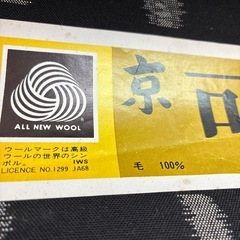 ALL NEW WOOL
ウールマークは高級
ウールの世界のシン
ボル。 IWS
LICENCE NO.1299 JA68
京
毛 100%